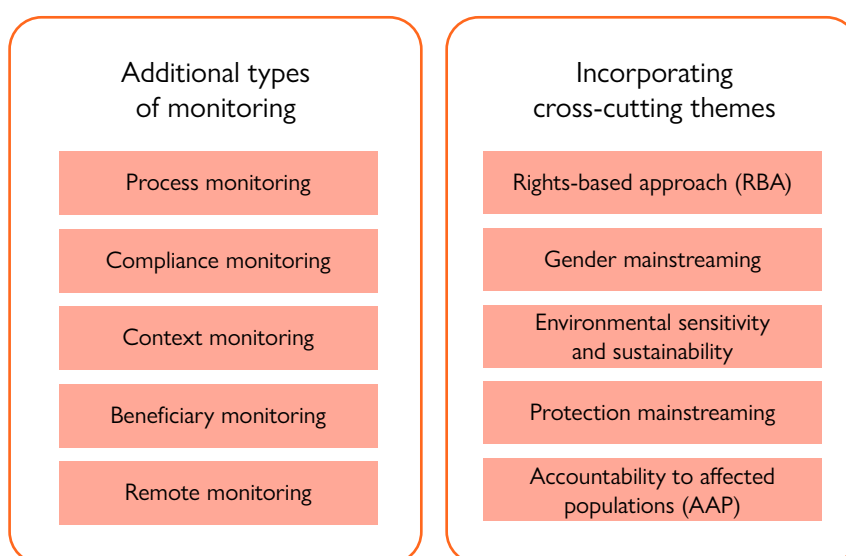 Additional types
of monitoring
Process monitoring
Compliance monitoring
Context monitoring
Beneficiary monitoring
Remote monitoring
Incorporating
cross-cutting themes
Rights-based approach (RBA)
Gender mainstreaming
Environmental sensitivity
and sustainability
Protection mainstreaming
Accountability to affected
populations (AAP)